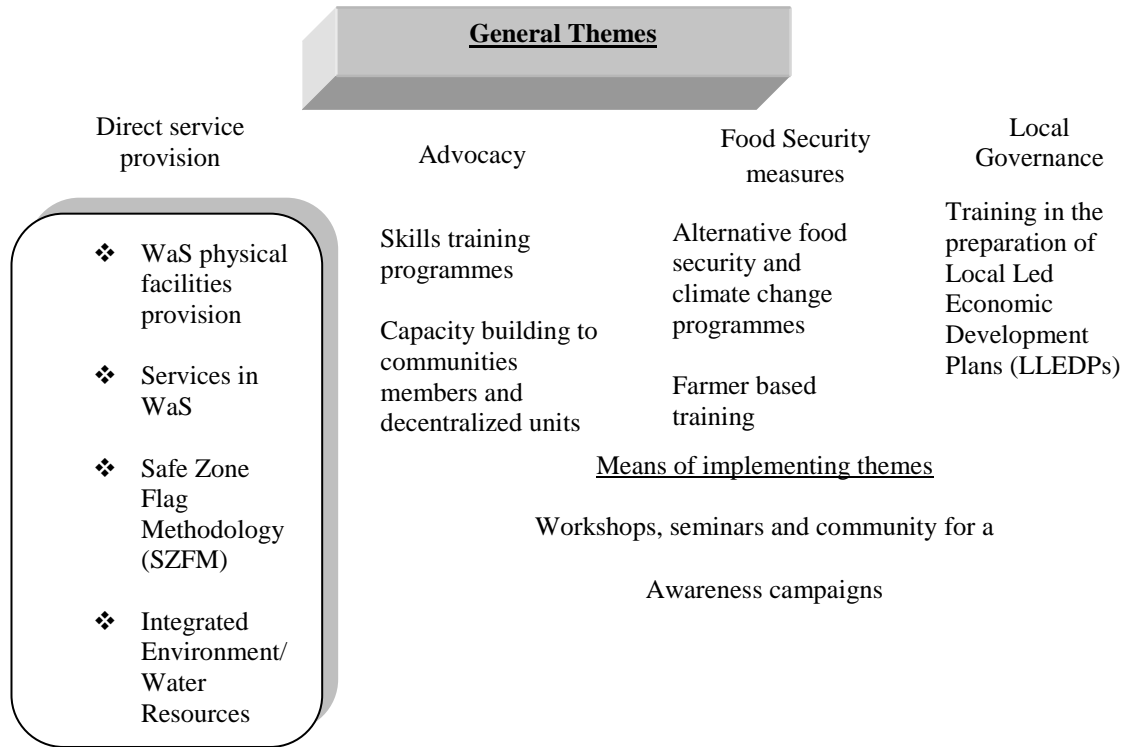 General Themes
Direct service
provision
Advocacy
Food Security
measures
Local
Governance
❖ WaS physical
facilities
provision
❖ Services in
WaS
❖ Safe Zone
Flag
Methodology
(SZFM)
❖ Integrated
Environment/
Water
Resources
Skills training
programmes
Capacity building to
communities
members and
decentralized units
Alternative food
security and
climate change
programmes
Farmer based
training
Training in the
preparation of
Local Led
Economic
Development
Plans (LLEDPs)
Means of implementing themes
Workshops, seminars and community for a
Awareness campaigns